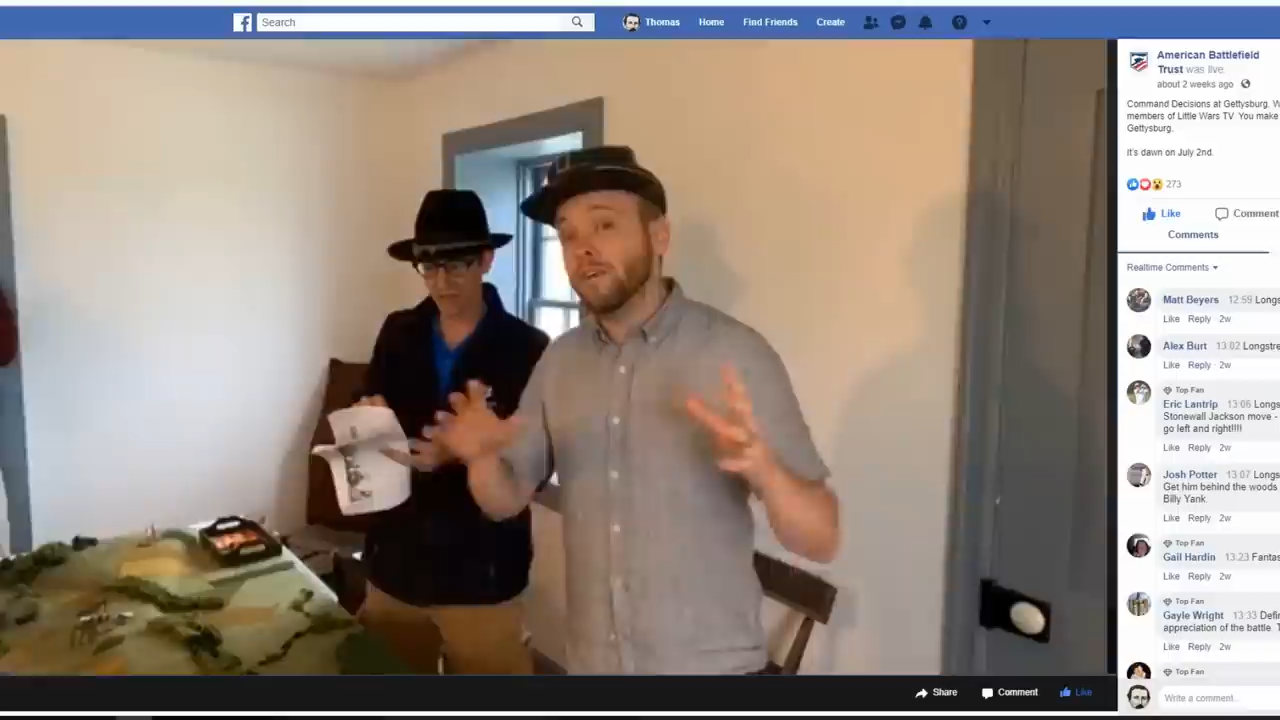 Search
Thomas
Home
Find Friends
Create
American Battlefield
Trust was live.
about 2 weeks ago
Command Decisions at Gettysburg. W
members of Little Wars TV You make
Gettysburg.
It's dawn on July 2nd.
273
Like
Comment
Comments
Realtime Comments
Matt Beyers 12:59 Longs
Like Reply 2w
Alex Burt 13:02 Longstre
Like Reply · 2w
Top Fan
Eric Lantrip 13:06 Longs
Stonewall Jackson move -
go left and right!!!!
Like Reply 2w
Josh Potter 13:07 Longs
Get him behind the woods
Billy Yank
Like Reply 2w
Top Fan
Gail Hardin 13:23 Fantas
Like Reply 2w
Top Fan
Gayle Wright 13:33 Defin
appreciation of the battle. T
Like Reply 2w
Top Fan
Write a comment...
Share
Comment
Like